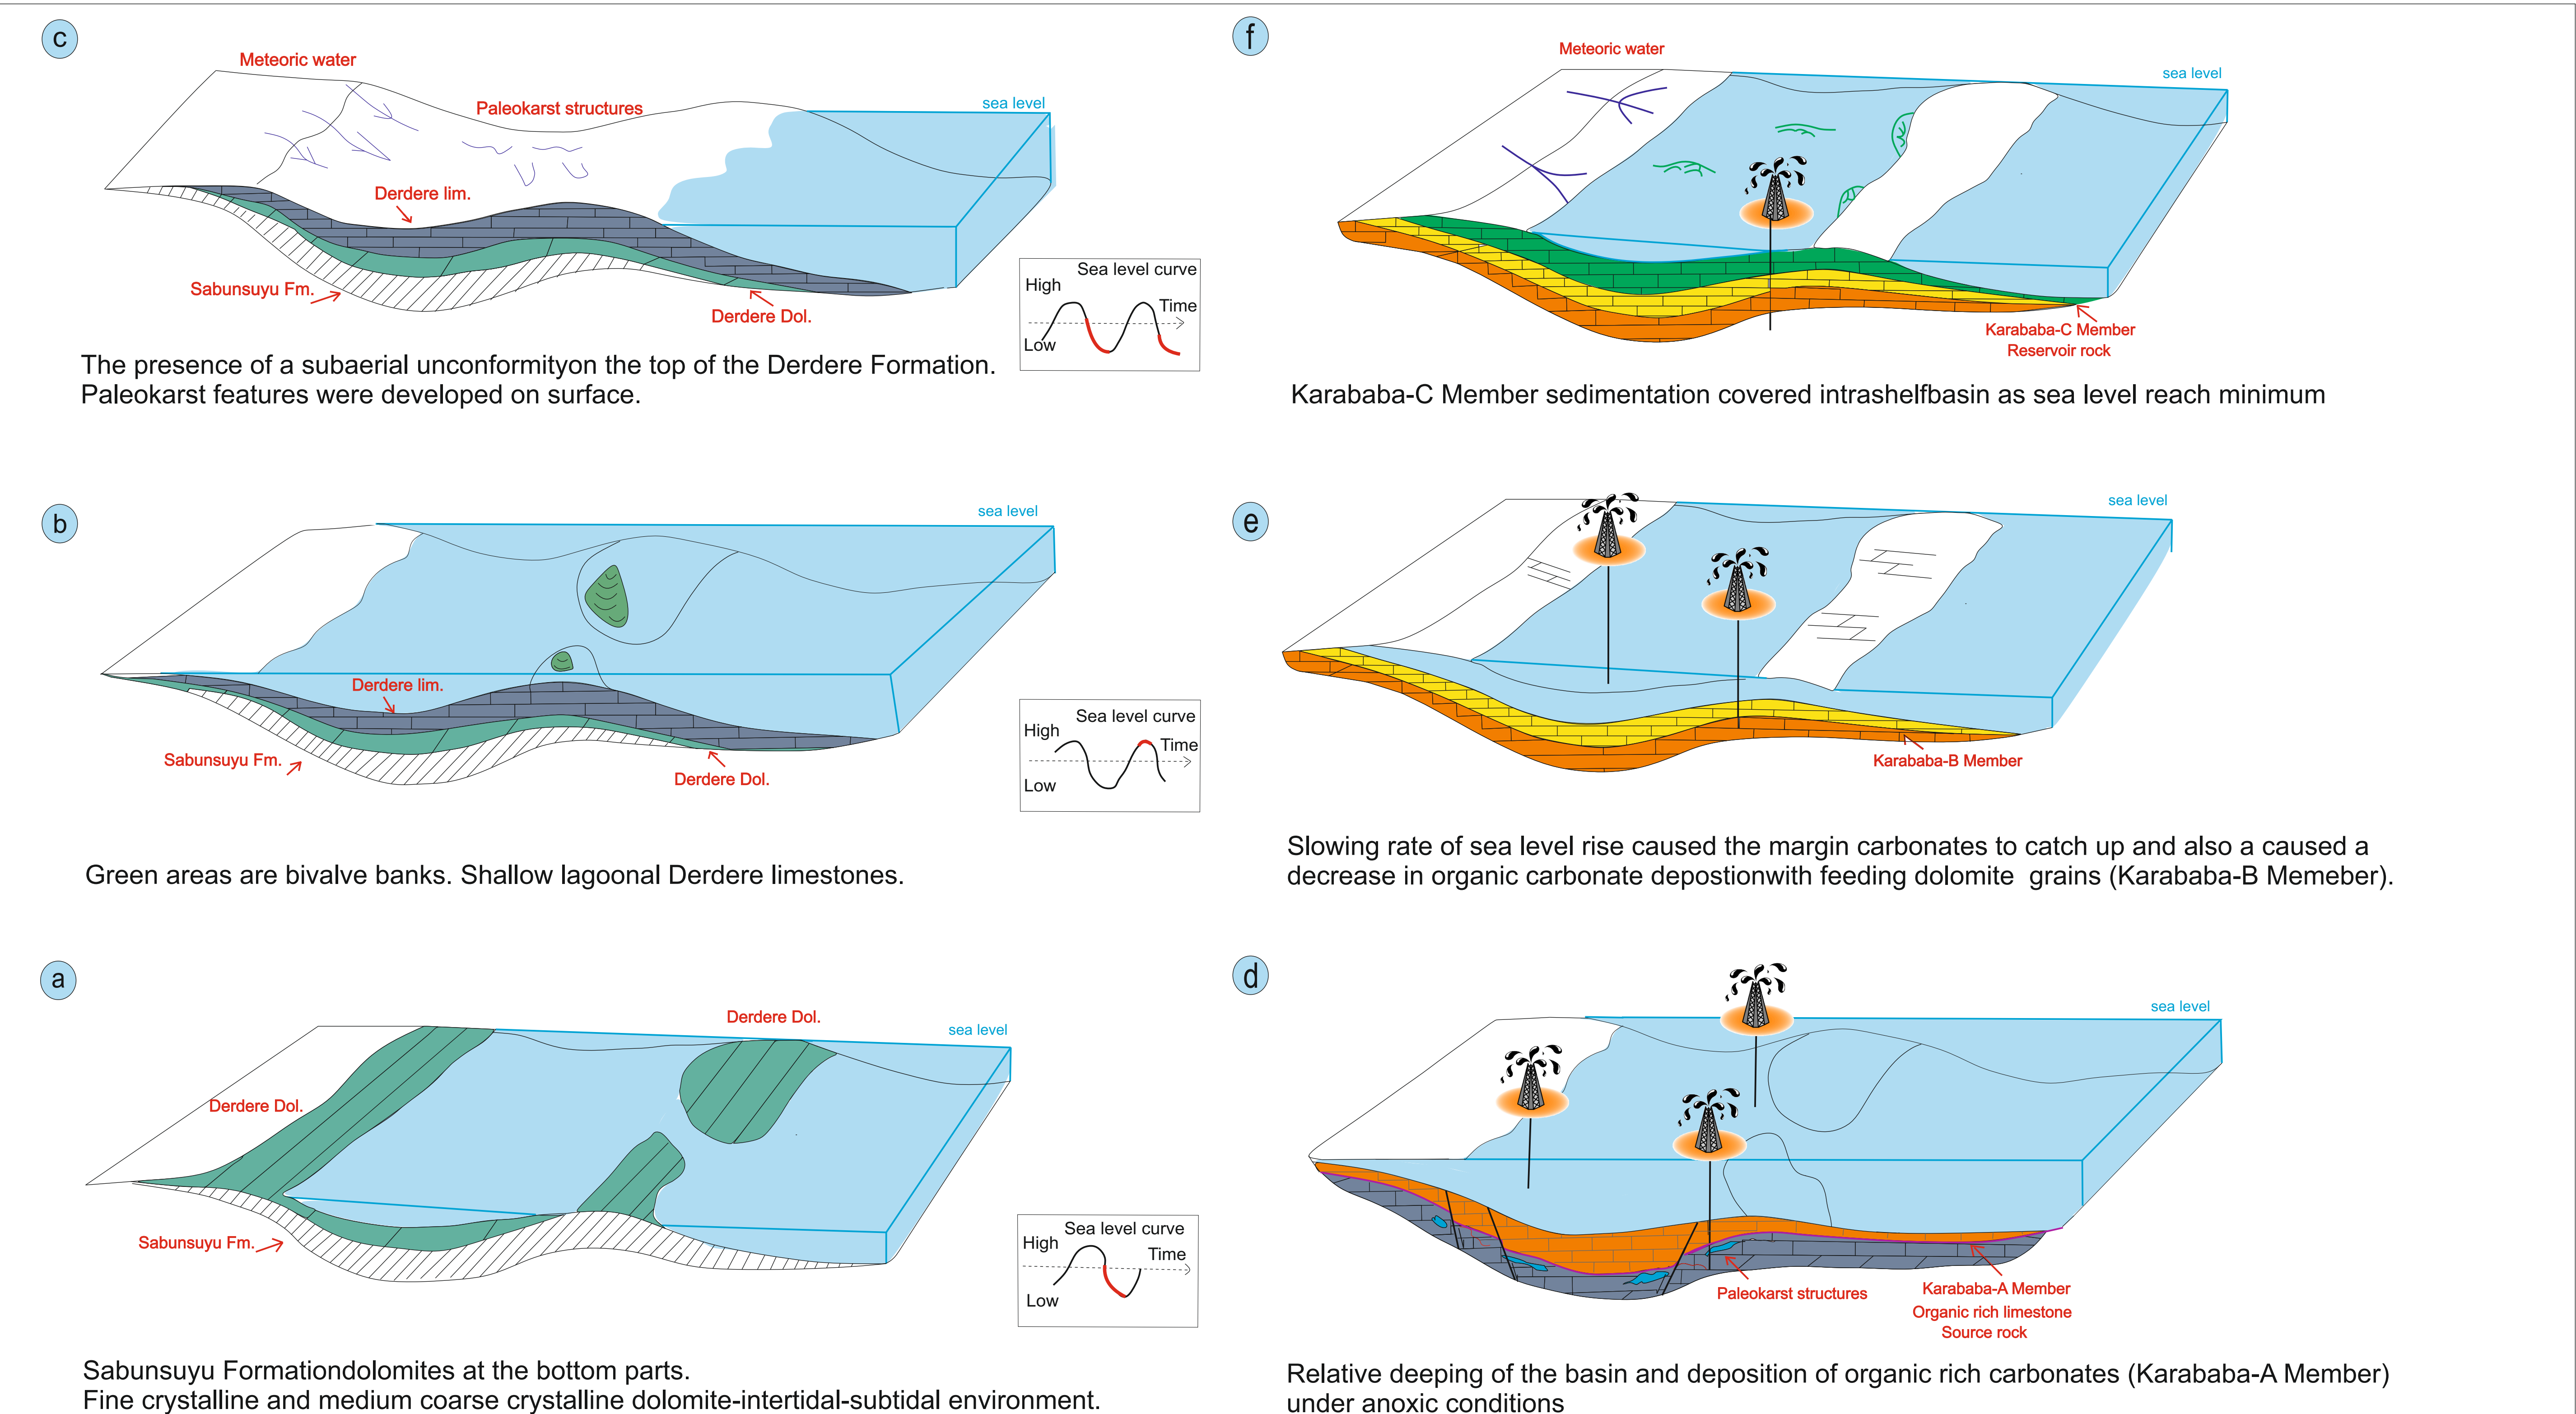 c
Meteoric water
Paleokarst structures
sea level
Derdere lim.
Sabunsuyu Fm.
Derdere Dol.
Sea level curve
High
Time
Low
The presence of a subaerial unconformityon the top of the Derdere Formation.
Paleokarst features were developed on surface.
b
sea level
Derdere lim.
Sabunsuyu Fm.
Derdere Dol.
Sea level curve
High
Time
Low
Green areas are bivalve banks. Shallow lagoonal Derdere limestones.
a
Derdere Dol.
sea level
Derdere Dol.
Sabunsuyu Fm.
Sea level curve
High
Time
Low
Sabunsuyu Formationdolomites at the bottom parts.
Fine crystalline and medium coarse crystalline dolomite-intertidal-subtidal environment.
f
Meteoric water
sea level
Karababa-C Member
Reservoir rock
Karababa-C Member sedimentation covered intrashelfbasin as sea level reach minimum
e
sea level
Karababa-B Member
Slowing rate of sea level rise caused the margin carbonates to catch up and also a caused a
decrease in organic carbonate depostionwith feeding dolomite grains (Karababa-B Memeber).
d
sea level
Paleokarst structures
Karababa-A Member
Organic rich limestone
Source rock
Relative deeping of the basin and deposition of organic rich carbonates (Karababa-A Member)
under anoxic conditions